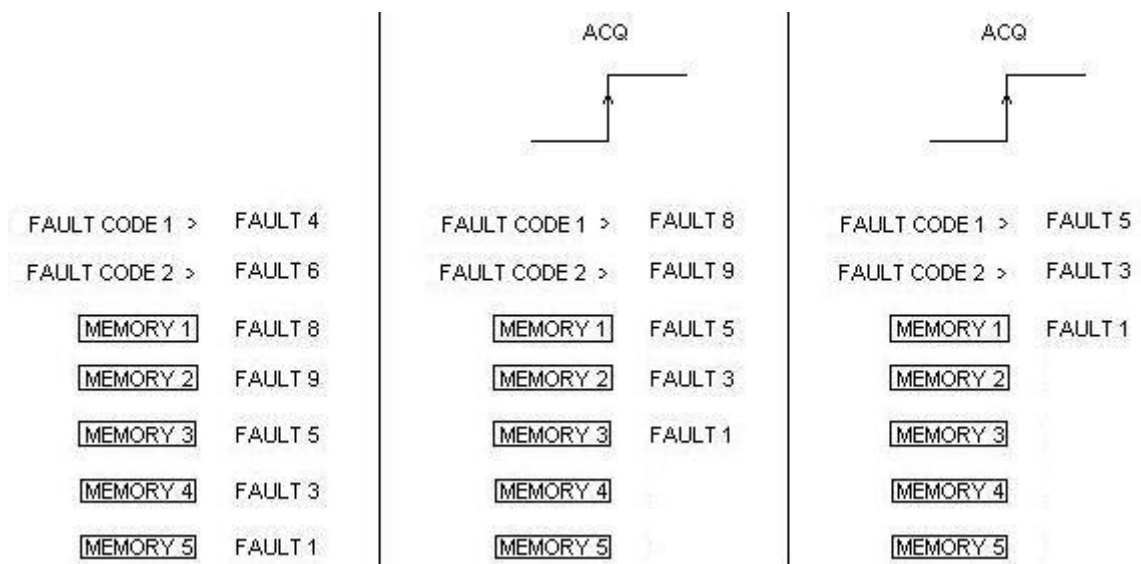 FAULT CODE 1 > FAULT 4
FAULT CODE 2 > FAULT 6
MEMORY 1 FAULT 8
MEMORY 2 FAULT 9
MEMORY 3 FAULT 5
MEMORY 4 FAULT 3
MEMORY 5 FAULT 1
ACQ
FAULT CODE 1 > FAULT 8
FAULT CODE 2 > FAULT 9
MEMORY 1 FAULT 5
MEMORY 2 FAULT 3
MEMORY 3 FAULT 1
MEMORY 4
MEMORY 5
ACQ
FAULT CODE 1 > FAULT 5
FAULT CODE 2 > FAULT 3
MEMORY 1 FAULT 1
MEMORY 2
MEMORY 3
MEMORY 4
MEMORY 5